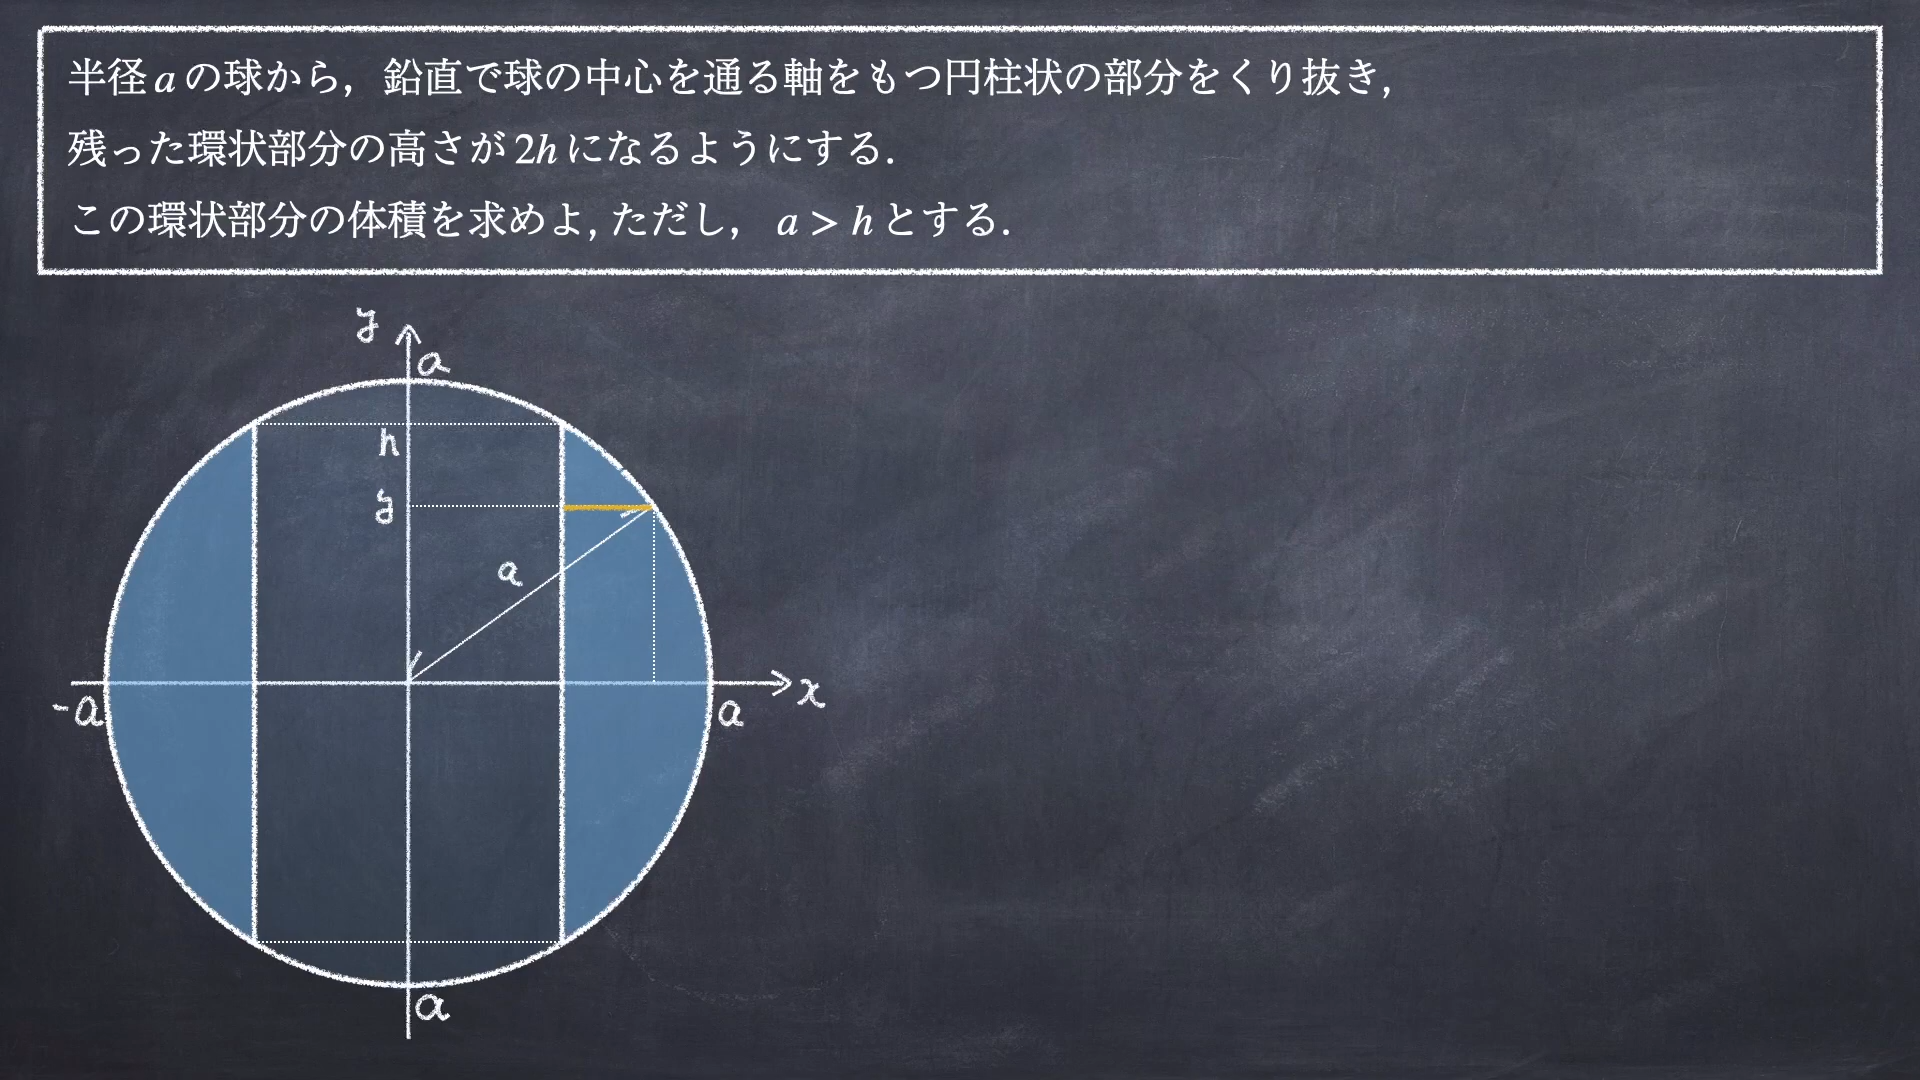 半径aの球から，鉛直で球の中心を通る軸をもつ円柱状の部分をくり抜き，
残った環状部分の高さが2hになるようにする．
この環状部分の体積を求めよ, ただし， a > h とする．
y
a
h
y
a
-a
a
x
a